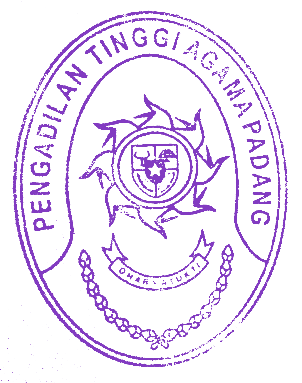 PENGADILAN TINGGI AGAMA PADANG
DHARMAYUKTI